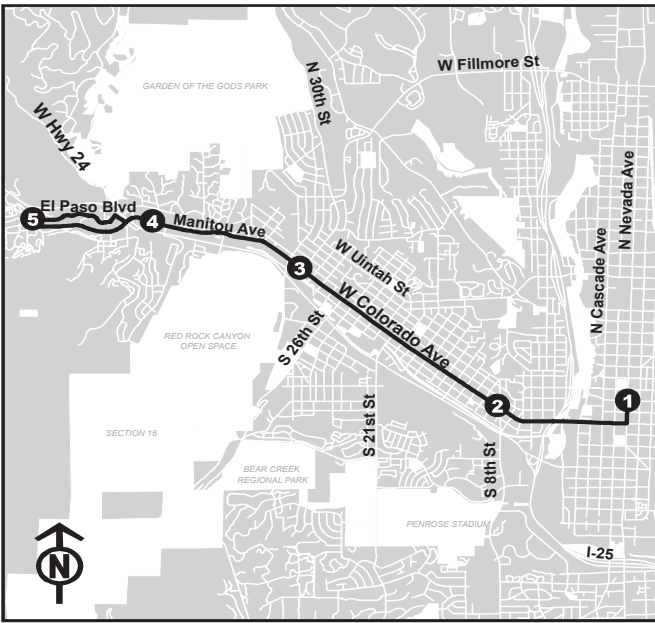 W Fillmore St
N 30th St
GARDEN OF THE GODS PARK
W Hwy 24
N Nevada Ave
El Paso Blvd
5
4
Manitou Ave
3
W Uintah St
N Cascade Ave
W Colorado Ave
RED ROCK CANYON
OPEN SPACE
S 26th St
1
2
S 21st St
SECTION 16
S 8th St
BEAR CREEK
REGIONAL PARK
PENROSE STADIUM
I-25
N